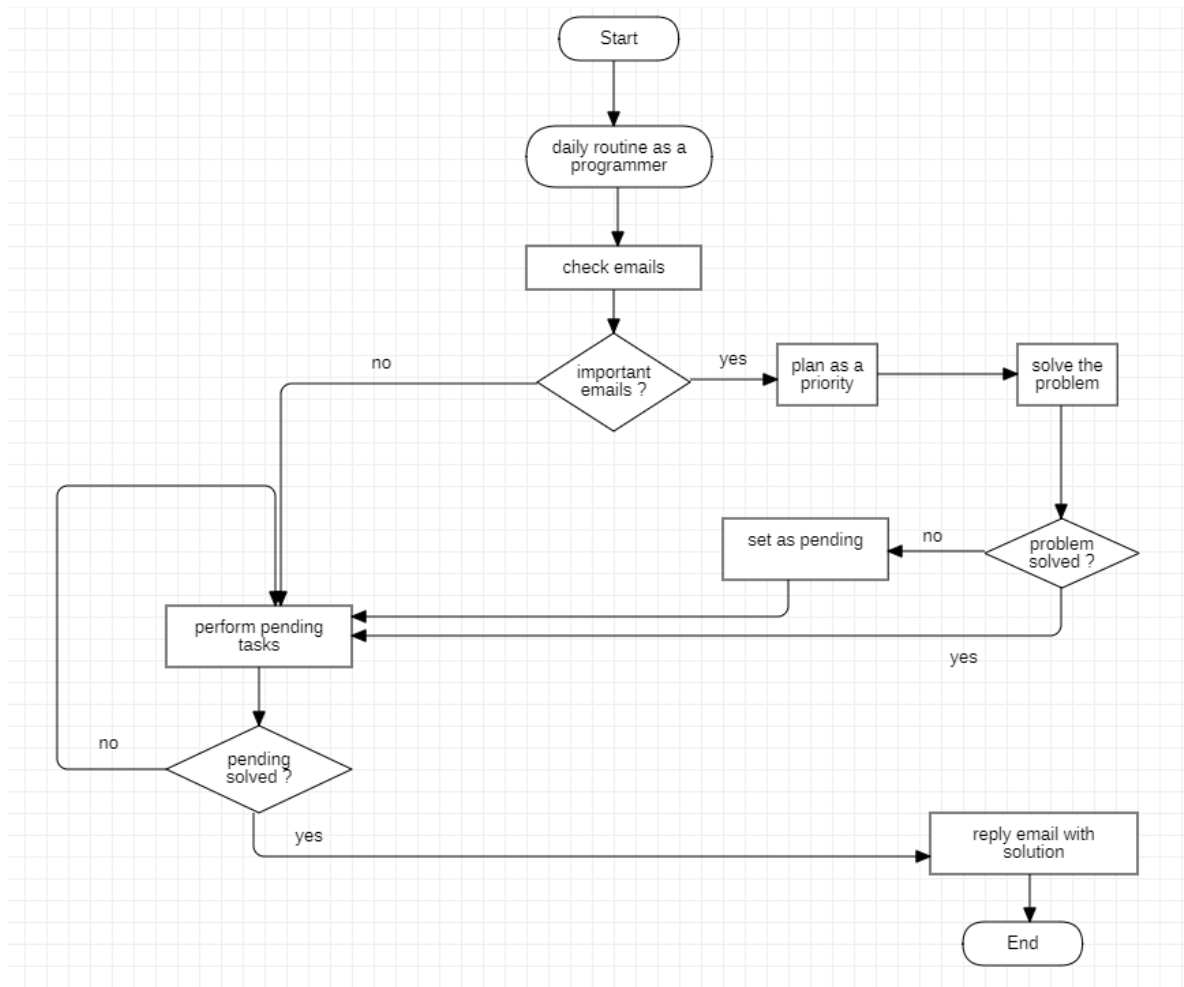 Start
daily routine as a
programmer
check emails
no
important
emails ?
yes
plan as a
priority
solve the
problem
set as pending
no
problem
solved ?
perform pending
tasks
yes
no
pending
solved ?
yes
reply email with
solution
End